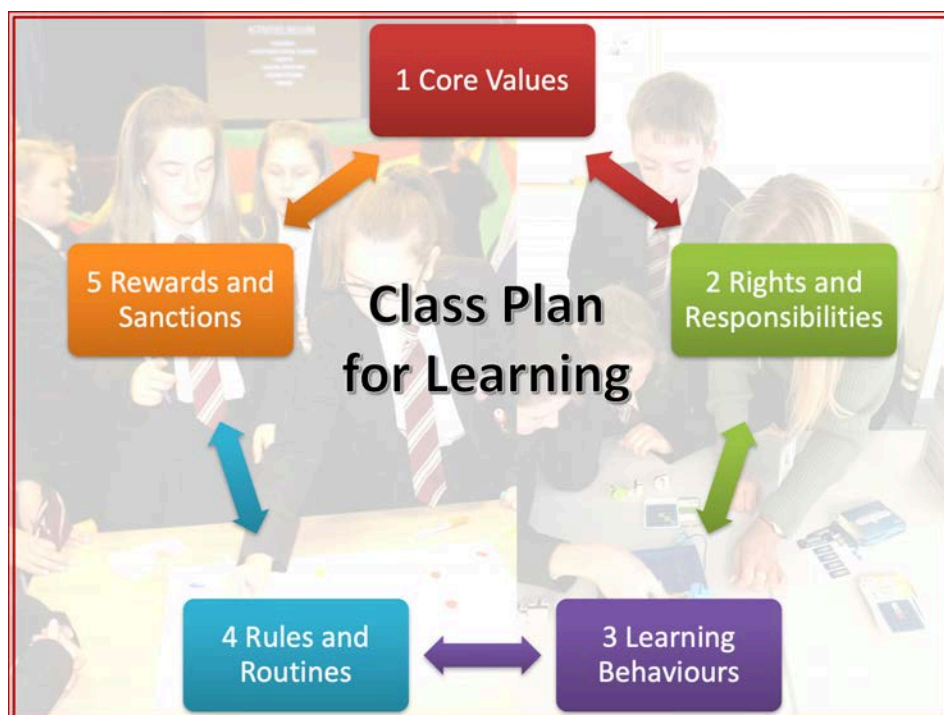 1 Core Values
5 Rewards and
Sanctions
2 Rights and
Responsibilities
Class Plan
for Learning
4 Rules and
Routines
3 Learning
Behaviours